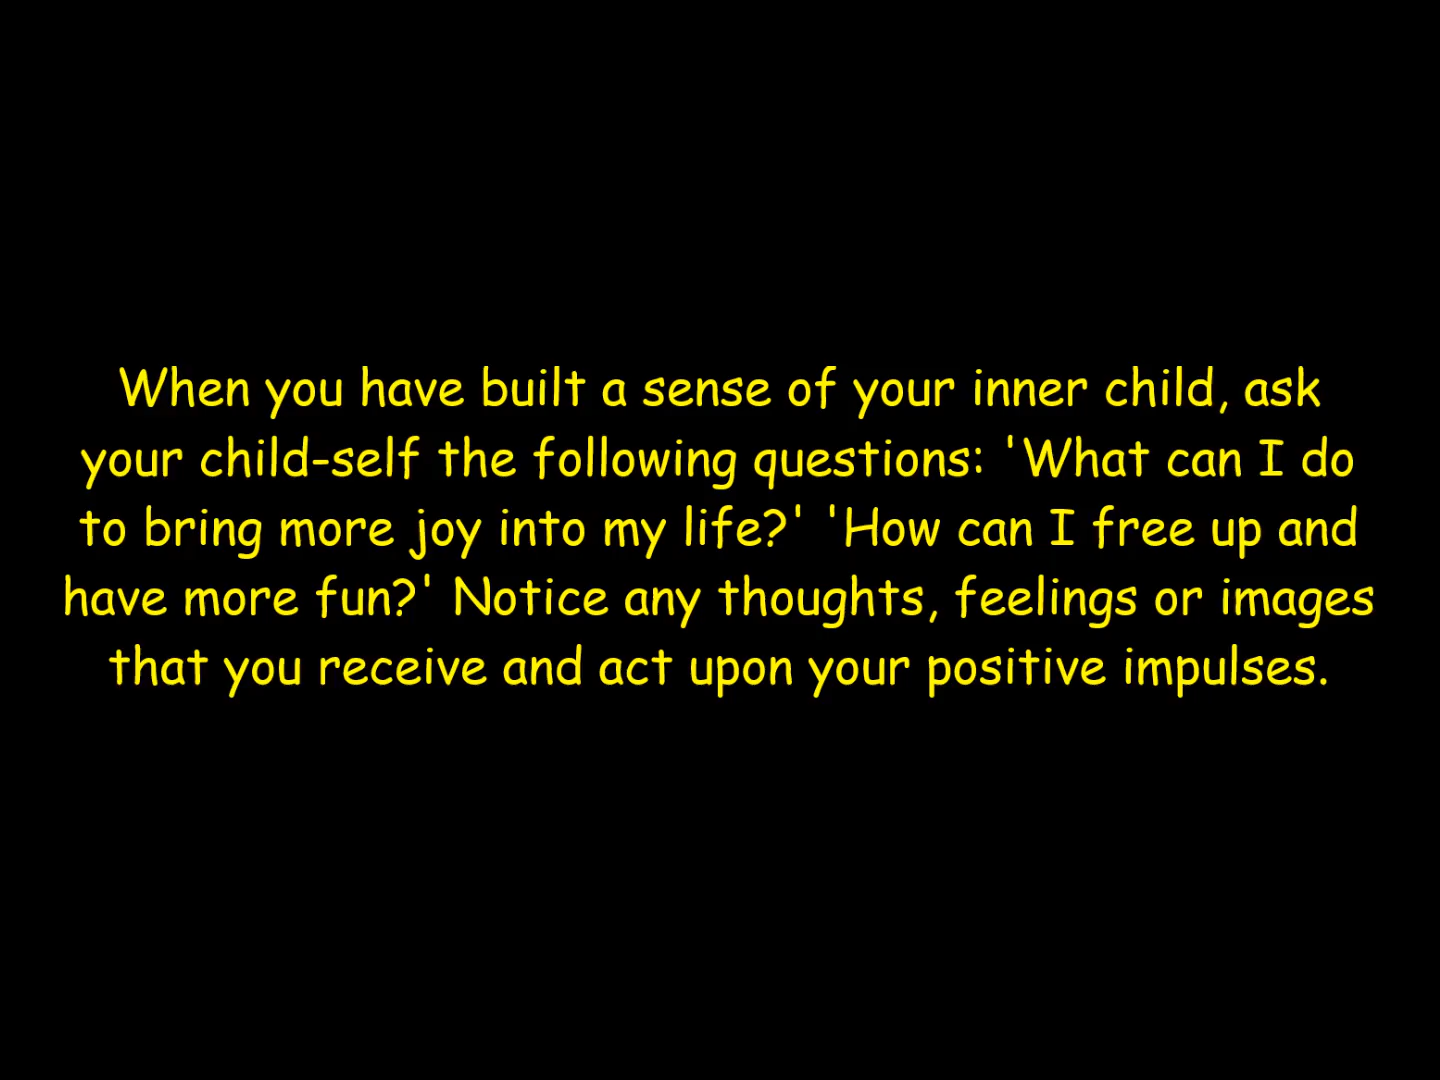 When you have built a sense of your inner child, ask
your child-self the following questions: 'What can I do
to bring more joy into my life?' 'How can I free up and
have more fun?' Notice any thoughts, feelings or images
that you receive and act upon your positive impulses.